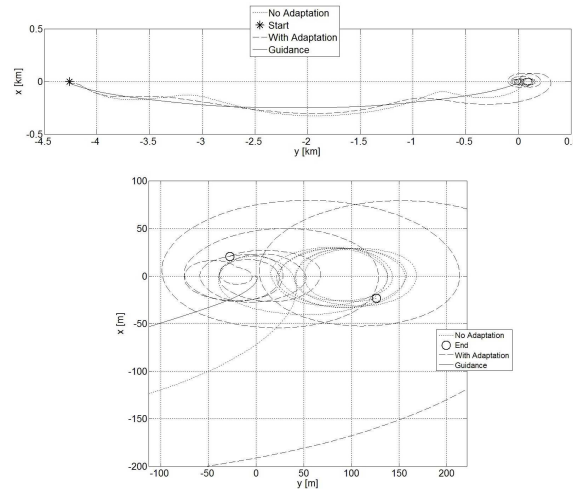 No Adaptation
Start
With Adaptation
Guidance
0.5
0
-0.5
x [km]
-4.5 -4 -3.5 -3 -2.5 -2 -1.5 -1 -0.5 0 0.5
y [km]
100
50
0
-50
-100
-150
-200
x [m]
No Adaptation
End
With Adaptation
Guidance
-100 -50 0 50 100 150 200
y [m]